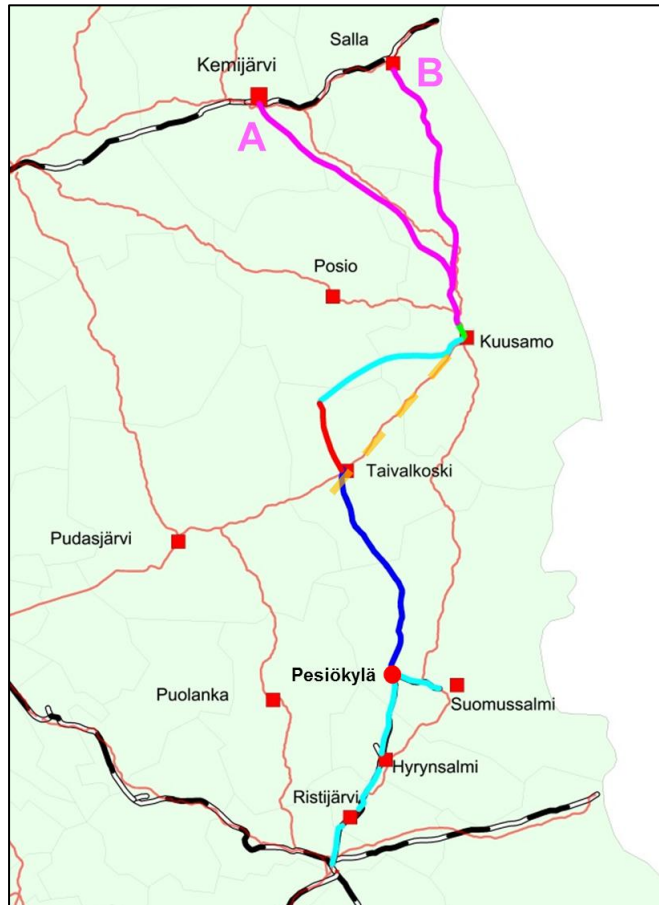 Salla
Kemijärvi
B
A
Posio
Kuusamo
Taivalkoski
Pudasjärvi
Pesiökylä
Puolanka
Suomussalmi
Hyrynsalmi
Ristijärvi